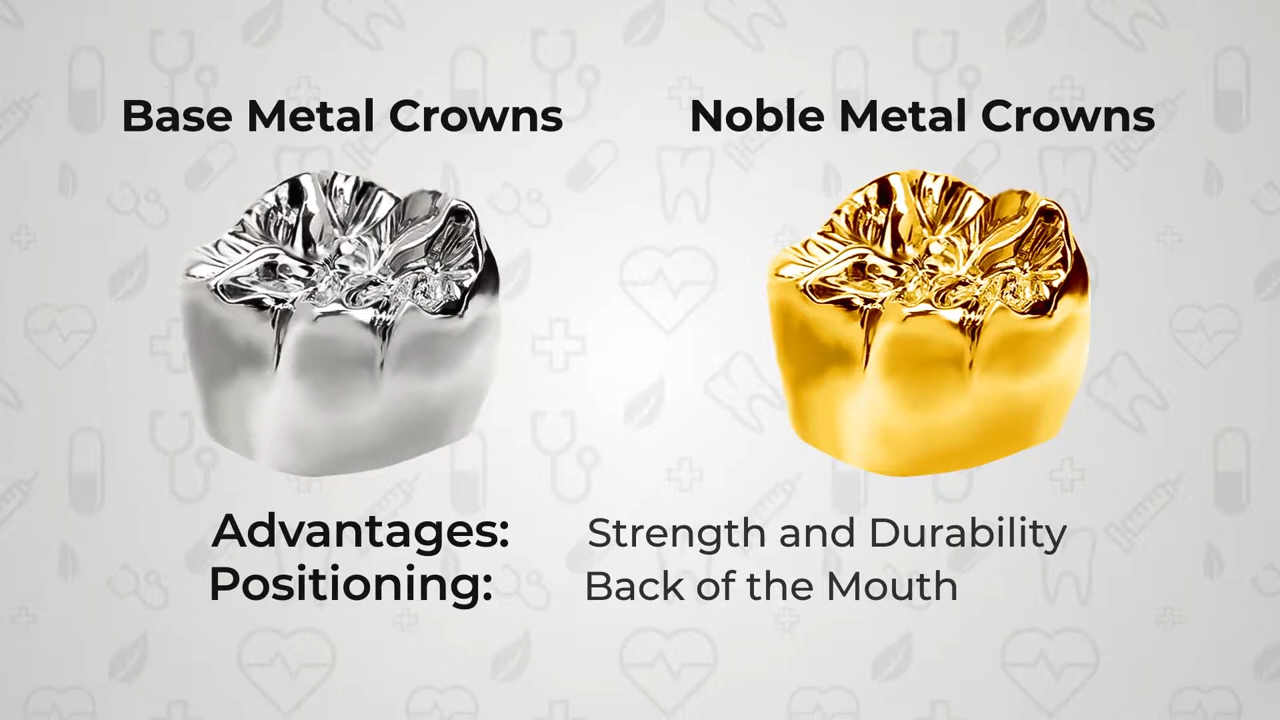 Base Metal Crowns
Noble Metal Crowns
Advantages: Strength and Durability
Positioning: Back of the Mouth